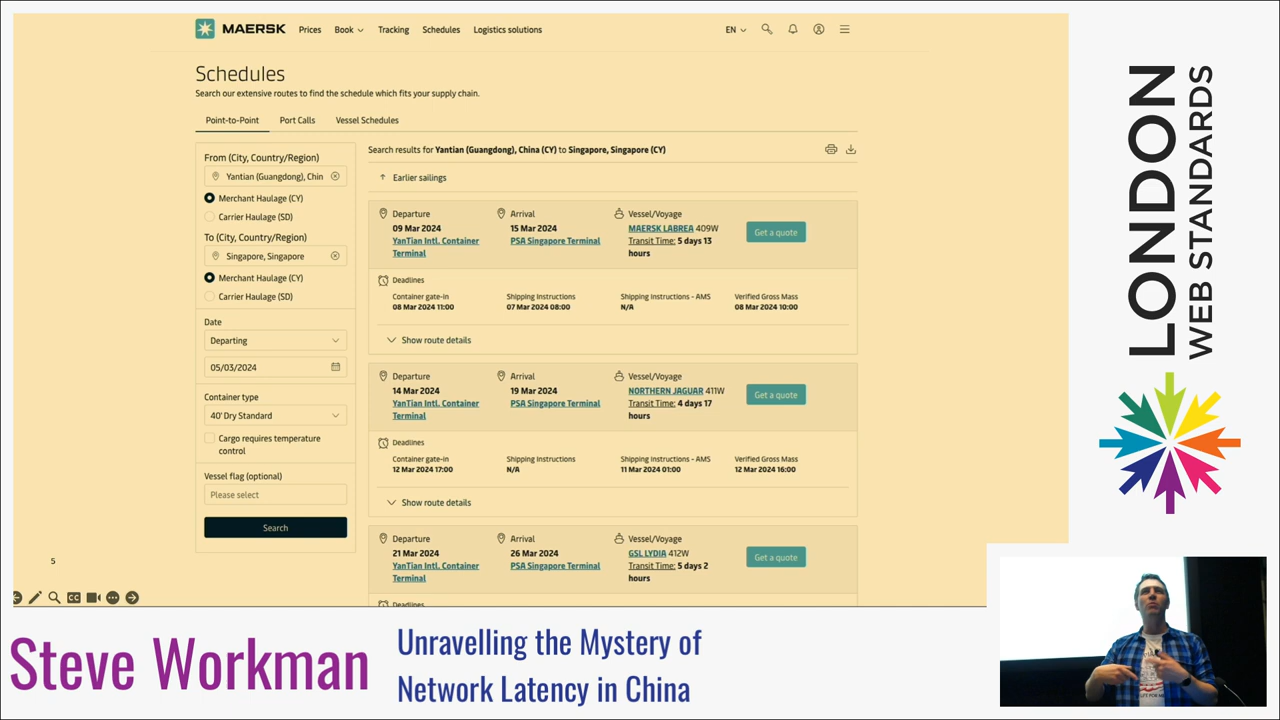 MAERSK Prices Book Tracking Schedules Logistics solutions EN
Schedules
Search our extensive routes to find the schedule which fits your supply chain.
Point-to-Point Port Calls Vessel Schedules
From (City, Country/Region)
Yantian (Guangdong), Chin
Merchant Haulage (CY)
Carrier Haulage (SD)
To (City, Country/Region)
Singapore, Singapore
Merchant Haulage (CY)
Carrier Haulage (SD)
Date
Departing
05/03/2024
Container type
40' Dry Standard
Cargo requires temperature
control
Vessel flag (optional)
Please select
Search
Search results for Yantian (Guangdong), China (CY) to Singapore, Singapore (CY)
Earlier sailings
Departure Arrival Vessel/Voyage
09 Mar 2024 15 Mar 2024 MAERSK LABREA 409W Get a quote
YanTian Intl. Container PSA Singapore Terminal Transit Time: 5 days 13
Terminal hours
Deadlines
Container gate-in Shipping Instructions Shipping Instructions - AMS Verified Gross Mass
08 Mar 2024 11:00 07 Mar 2024 08:00 N/A 08 Mar 2024 10:00
Show route details
Departure Arrival Vessel/Voyage
14 Mar 2024 19 Mar 2024 NORTHERN JAGUAR 411W Get a quote
YanTian Intl. Container PSA Singapore Terminal Transit Time: 4 days 17
Terminal hours
Deadlines
Container gate-in Shipping Instructions Shipping Instructions - AMS Verified Gross Mass
12 Mar 2024 17:00 N/A 11 Mar 2024 01:00 12 Mar 2024 16:00
Show route details
Departure Arrival Vessel/Voyage
21 Mar 2024 26 Mar 2024 GSL LYDIA 412W Get a quote
YanTian Intl. Container PSA Singapore Terminal Transit Time: 5 days 2
Terminal hours
Deadlines
5
CC
LONDON
WEB STANDARDS
Steve Workman
Unravelling the Mystery of
Network Latency in China